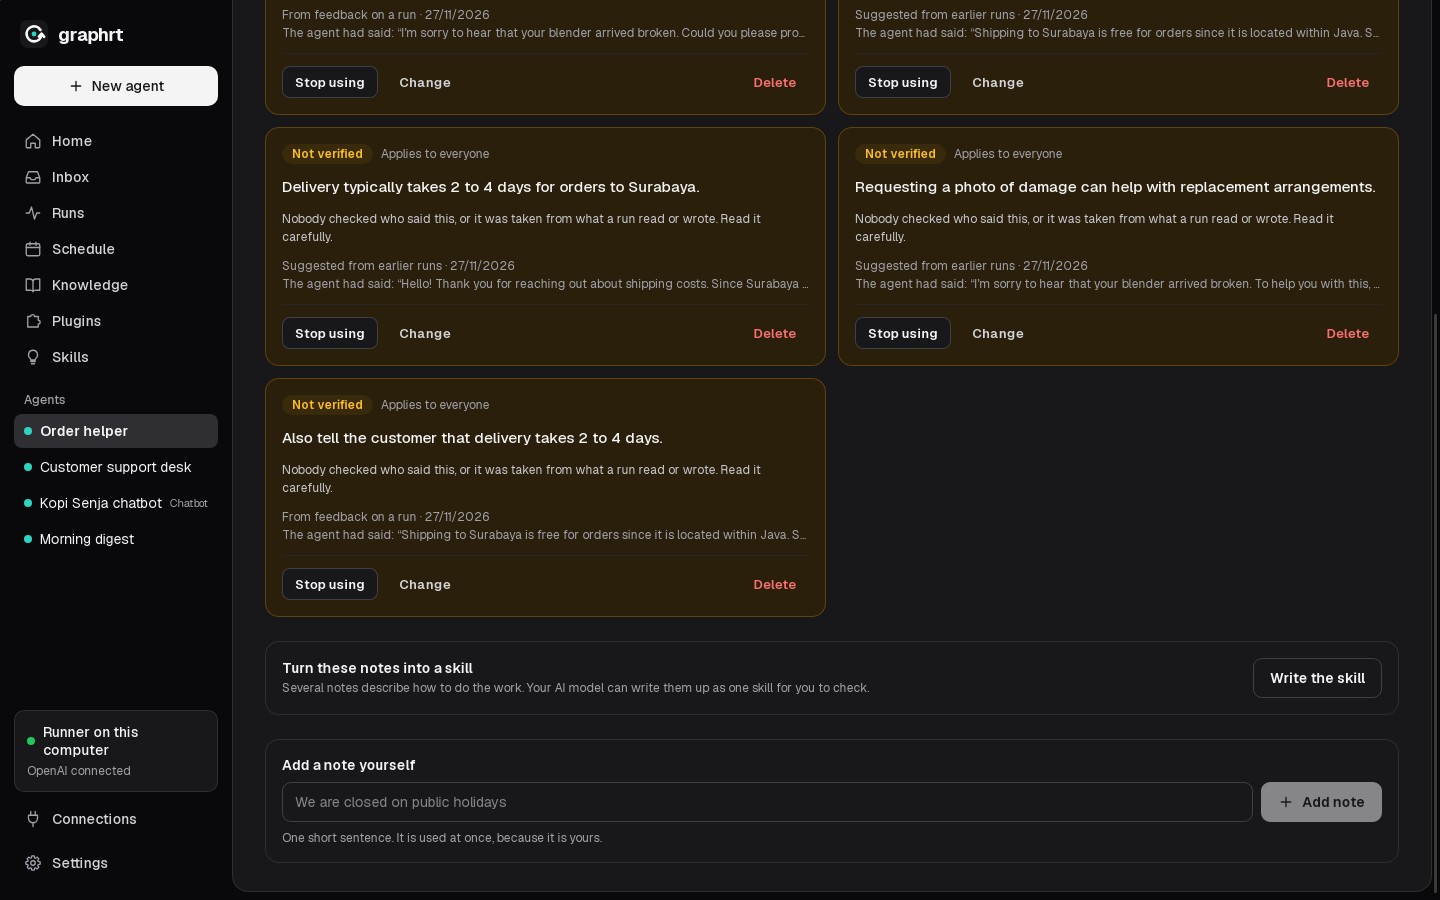 graphrt
New agent
Home
Inbox
Runs
Schedule
Knowledge
Plugins
Skills
Agents
Order helper
Customer support desk
Kopi Senja chatbot Chatbot
Morning digest
Runner on this
computer
OpenAI connected
Connections
Settings
From feedback on a run · 27/11/2026
The agent had said: “I'm sorry to hear that your blender arrived broken. Could you please pro…
Stop using Change Delete
Suggested from earlier runs · 27/11/2026
The agent had said: “Shipping to Surabaya is free for orders since it is located within Java. S…
Stop using Change Delete
Not verified Applies to everyone
Delivery typically takes 2 to 4 days for orders to Surabaya.
Nobody checked who said this, or it was taken from what a run read or wrote. Read it
carefully.
Suggested from earlier runs · 27/11/2026
The agent had said: “Hello! Thank you for reaching out about shipping costs. Since Surabaya …
Stop using Change Delete
Not verified Applies to everyone
Requesting a photo of damage can help with replacement arrangements.
Nobody checked who said this, or it was taken from what a run read or wrote. Read it
carefully.
Suggested from earlier runs · 27/11/2026
The agent had said: “I'm sorry to hear that your blender arrived broken. To help you with this, …
Stop using Change Delete
Not verified Applies to everyone
Also tell the customer that delivery takes 2 to 4 days.
Nobody checked who said this, or it was taken from what a run read or wrote. Read it
carefully.
From feedback on a run · 27/11/2026
The agent had said: “Shipping to Surabaya is free for orders since it is located within Java. S…
Stop using Change Delete
Turn these notes into a skill
Several notes describe how to do the work. Your AI model can write them up as one skill for you to check.
Write the skill
Add a note yourself
We are closed on public holidays
Add note
One short sentence. It is used at once, because it is yours.